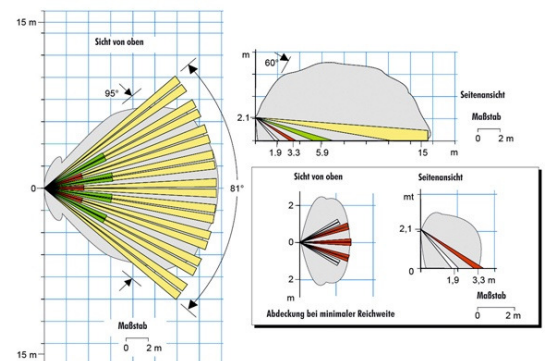 15 m
Sicht von oben
95°
0
81°
Maßstab
0 2 m
15 m
m
60°
2.1
1.9 3.3 5.9 15 m
Seitenansicht
Maßstab
0 2 m
Sicht von oben
2
0
2
m
Seitenansicht
mt
2,1
0
1,9 3,3 m
Maßstab
0 2 m
Abdeckung bei minimaler Reichweite